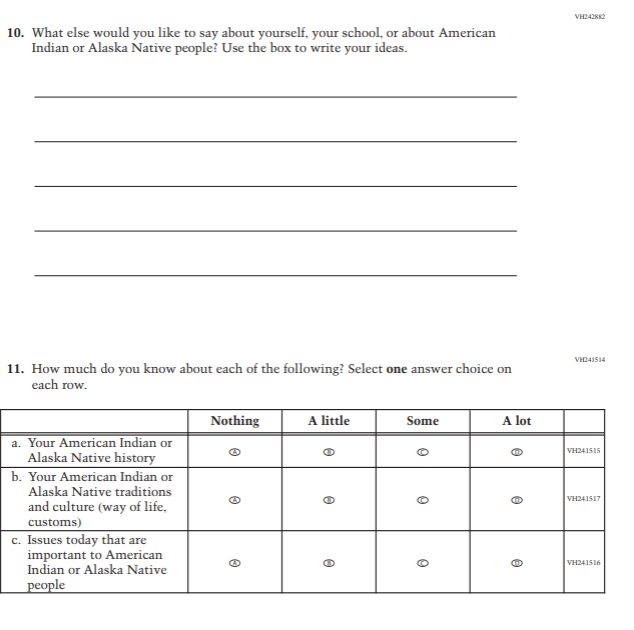 VH242882
10. What else would you like to say about yourself, your school, or about American
Indian or Alaska Native people? Use the box to write your ideas.
VH241514
11. How much do you know about each of the following? Select one answer choice on
each row.
Nothing A little Some A lot
a. Your American Indian or
Alaska Native history
A B C D VH241515
b. Your American Indian or
Alaska Native traditions
and culture (way of life,
customs)
A B C D VH241517
c. Issues today that are
important to American
Indian or Alaska Native
people
A B C D VH241516